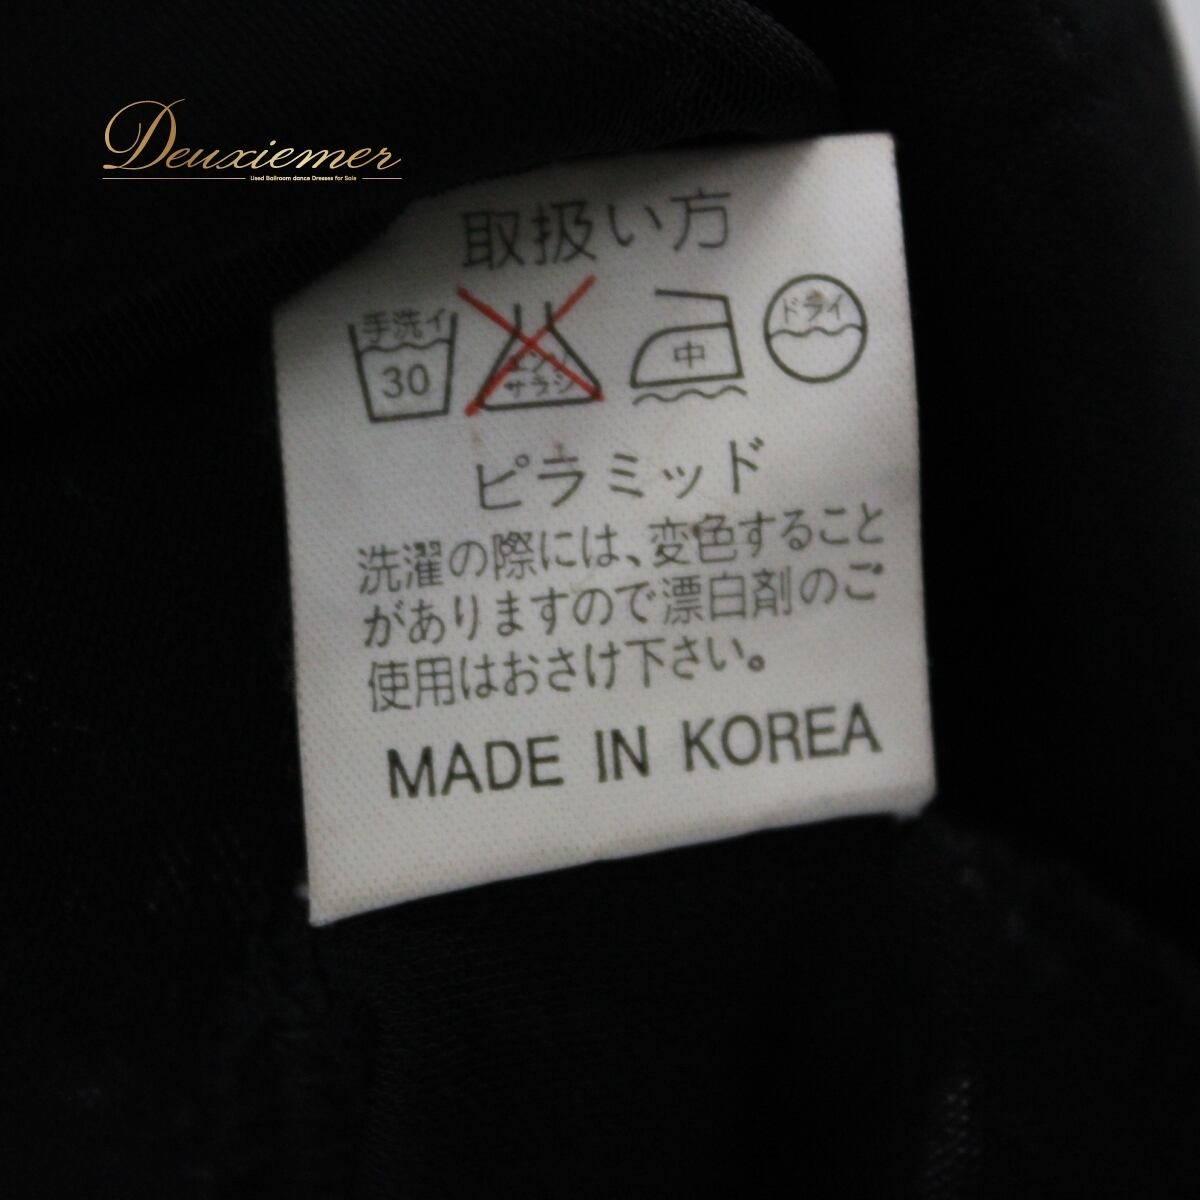 Deuxiemer
Used Ballroom dance Dresses for Sale
取扱い方
手洗イ
30
エンソ
サラシ
中
ドライ
ピラミッド
洗濯の際には、変色すること
がありますので漂白剤のご
使用はおさけ下さい。
MADE IN KOREA